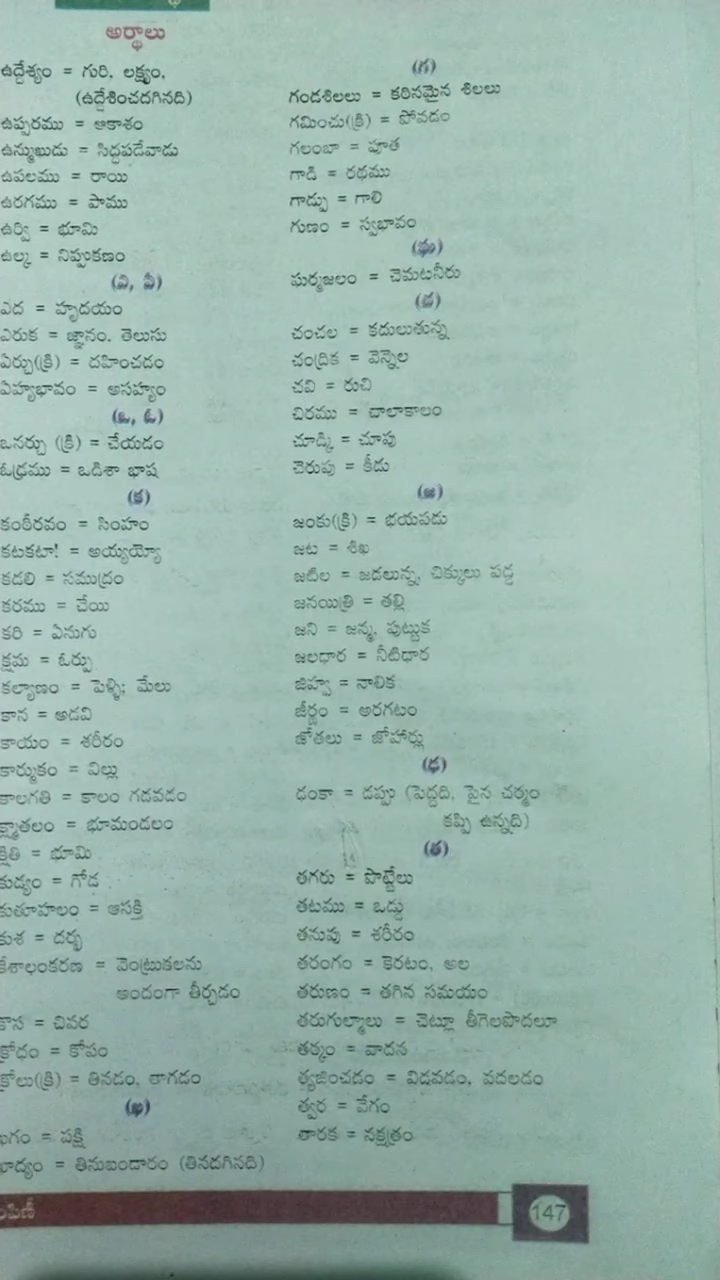 అర్థాలు
ఉద్దేశ్యం = గురి, లక్ష్యం,
(ఉద్దేశించదగినది)
ఉప్పరము = ఆకాశం
ఉన్ముఖుడు = సిద్ధపడేవాడు
ఉపలము = రాయి
ఉరగము = పాము
ఉర్వి = భూమి
ఉల్క = నిప్పుకణం
(ఎ, ఏ)
ఎద = హృదయం
ఎరుక = జ్ఞానం, తెలుసు
ఏర్చు(క్రి) = దహించడం
ఏహ్యభావం = అసహ్యం
(ఒ, ఓ)
ఒనర్చు (క్రి) = చేయడం
ఓఢ్రము = ఒడిశా భాష
(క)
కంఠీరవం = సింహం
కటకటా! = అయ్యయ్యో
కడలి = సముద్రం
కరము = చేయి
కరి = ఏనుగు
క్షమ = ఓర్పు
కల్యాణం = పెళ్ళి; మేలు
కాన = అడవి
కాయం = శరీరం
కార్ముకం = విల్లు
కాలగతి = కాలం గడవడం
క్ష్మాతలం = భూమండలం
క్షితి = భూమి
కుడ్యం = గోడ
కుతూహలం = ఆసక్తి
కుశ = దర్భ
కేశాలంకరణ = వెంట్రుకలను
అందంగా తీర్చడం
కొస = చివర
క్రోధం = కోపం
క్రోలు(క్రి) = తినడం, తాగడం
(ఖ)
ఖగం = పక్షి
ఖాద్యం = తినుబండారం (తినదగినది)
(గ)
గండశిలలు = కఠినమైన శిలలు
గమించు(క్రి) = పోవడం
గలంబా = పూత
గాడి = రథము
గాడ్పు = గాలి
గుణం = స్వభావం
(ఘ)
ఘర్మజలం = చెమటనీరు
(చ)
చంచల = కదులుతున్న
చంద్రిక = వెన్నెల
చవి = రుచి
చిరము = చాలాకాలం
చూడ్కి = చూపు
చెరుపు = కీడు
(జ)
జంకు(క్రి) = భయపడు
జట = శిఖ
జటిల = జడలున్న, చిక్కులు పడ్డ
జనయిత్రి = తల్లి
జని = జన్మ, పుట్టుక
జలధార = నీటిధార
జిహ్వ = నాలిక
జీర్ణం = అరగటం
జోతలు = జోహార్లు
(ఢ)
ఢంకా = డప్పు (పెద్దది, పైన చర్మం
కప్పి ఉన్నది)
(త)
తగరు = పొట్టేలు
తటము = ఒడ్డు
తనువు = శరీరం
తరంగం = కెరటం, అల
తరుణం = తగిన సమయం
తరుగుల్మాలు = చెట్లూ తీగెలపొదలూ
తర్కం = వాదన
త్యజించడం = విడవడం, వదలడం
త్వర = వేగం
తారక = నక్షత్రం
147